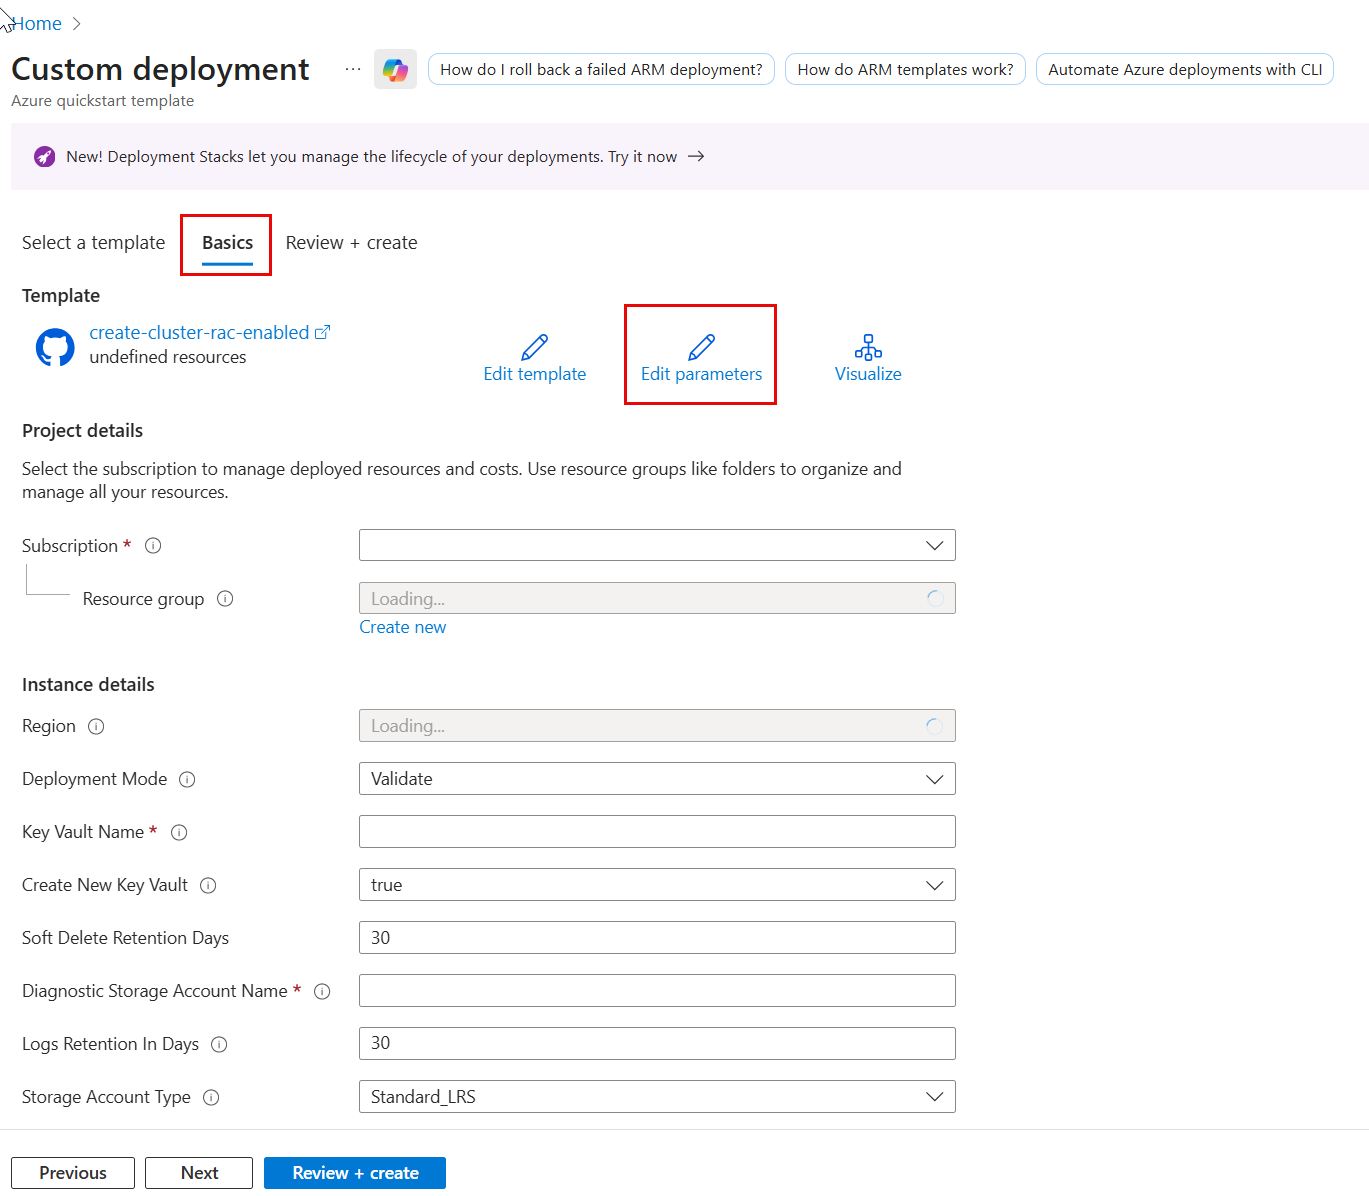 Home >
Custom deployment ...
How do I roll back a failed ARM deployment?
How do ARM templates work?
Automate Azure deployments with CLI
Azure quickstart template
New! Deployment Stacks let you manage the lifecycle of your deployments. Try it now →
Select a template
Basics
Review + create
Template
create-cluster-rac-enabled
undefined resources
Edit template
Edit parameters
Visualize
Project details
Select the subscription to manage deployed resources and costs. Use resource groups like folders to organize and
manage all your resources.
Subscription *
Resource group
Loading...
Create new
Instance details
Region
Loading...
Deployment Mode
Validate
Key Vault Name *
Create New Key Vault
true
Soft Delete Retention Days
30
Diagnostic Storage Account Name *
Logs Retention In Days
30
Storage Account Type
Standard_LRS
Previous
Next
Review + create